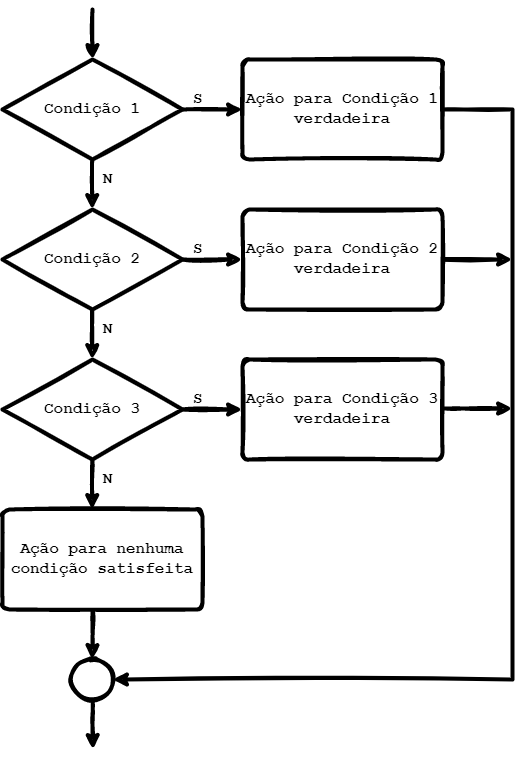 Condição 1
S
Ação para Condição 1
verdadeira
N
Condição 2
S
Ação para Condição 2
verdadeira
N
Condição 3
S
Ação para Condição 3
verdadeira
N
Ação para nenhuma
condição satisfeita